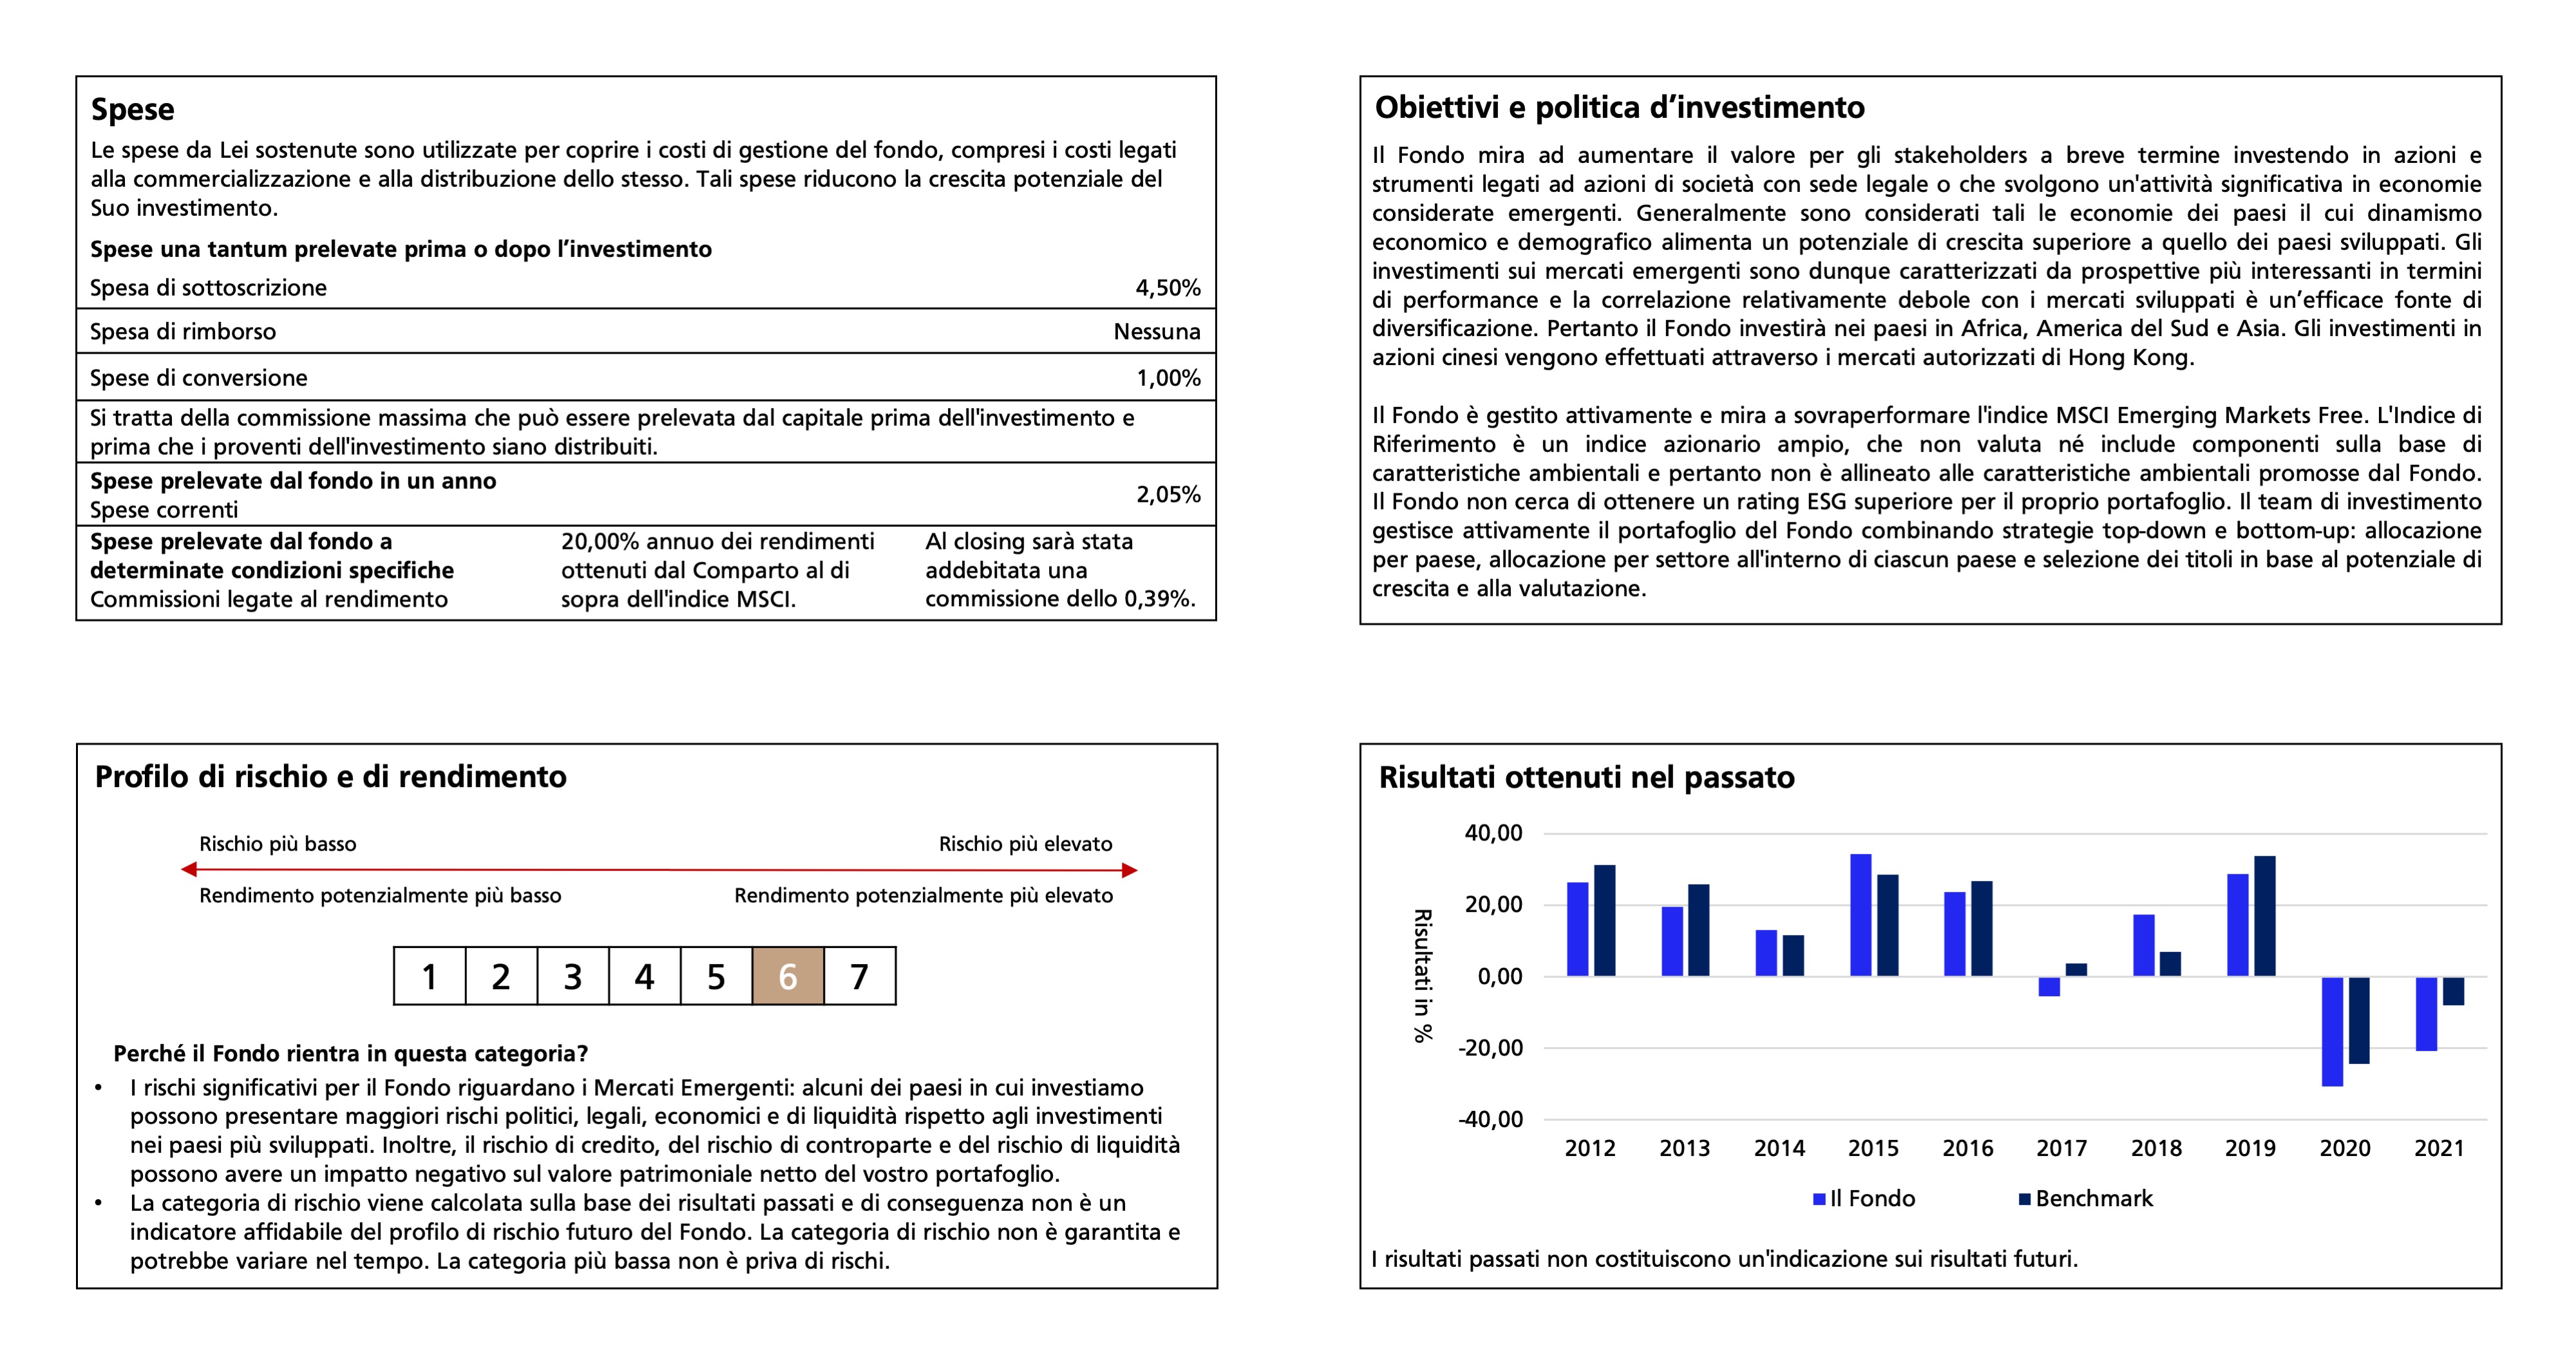 Spese
Le spese da Lei sostenute sono utilizzate per coprire i costi di gestione del fondo, compresi i costi legati
alla commercializzazione e alla distribuzione dello stesso. Tali spese riducono la crescita potenziale del
Suo investimento.
Spese una tantum prelevate prima o dopo l’investimento
Spesa di sottoscrizione 4,50%
Spesa di rimborso Nessuna
Spese di conversione 1,00%
Si tratta della commissione massima che può essere prelevata dal capitale prima dell'investimento e
prima che i proventi dell'investimento siano distribuiti.
Spese prelevate dal fondo in un anno
Spese correnti
2,05%
Spese prelevate dal fondo a
determinate condizioni specifiche
Commissioni legate al rendimento
20,00% annuo dei rendimenti
ottenuti dal Comparto al di
sopra dell'indice MSCI.
Al closing sarà stata
addebitata una
commissione dello 0,39%.
Obiettivi e politica d’investimento
Il Fondo mira ad aumentare il valore per gli stakeholders a breve termine investendo in azioni e
strumenti legati ad azioni di società con sede legale o che svolgono un'attività significativa in economie
considerate emergenti. Generalmente sono considerati tali le economie dei paesi il cui dinamismo
economico e demografico alimenta un potenziale di crescita superiore a quello dei paesi sviluppati. Gli
investimenti sui mercati emergenti sono dunque caratterizzati da prospettive più interessanti in termini
di performance e la correlazione relativamente debole con i mercati sviluppati è un’efficace fonte di
diversificazione. Pertanto il Fondo investirà nei paesi in Africa, America del Sud e Asia. Gli investimenti in
azioni cinesi vengono effettuati attraverso i mercati autorizzati di Hong Kong.
Il Fondo è gestito attivamente e mira a sovraperformare l'indice MSCI Emerging Markets Free. L'Indice di
Riferimento è un indice azionario ampio, che non valuta né include componenti sulla base di
caratteristiche ambientali e pertanto non è allineato alle caratteristiche ambientali promosse dal Fondo.
Il Fondo non cerca di ottenere un rating ESG superiore per il proprio portafoglio. Il team di investimento
gestisce attivamente il portafoglio del Fondo combinando strategie top-down e bottom-up: allocazione
per paese, allocazione per settore all'interno di ciascun paese e selezione dei titoli in base al potenziale di
crescita e alla valutazione.
Profilo di rischio e di rendimento
Rischio più basso Rischio più elevato
Rendimento potenzialmente più basso Rendimento potenzialmente più elevato
1 2 3 4 5 6 7
Perché il Fondo rientra in questa categoria?
• I rischi significativi per il Fondo riguardano i Mercati Emergenti: alcuni dei paesi in cui investiamo
possono presentare maggiori rischi politici, legali, economici e di liquidità rispetto agli investimenti
nei paesi più sviluppati. Inoltre, il rischio di credito, del rischio di controparte e del rischio di liquidità
possono avere un impatto negativo sul valore patrimoniale netto del vostro portafoglio.
• La categoria di rischio viene calcolata sulla base dei risultati passati e di conseguenza non è un
indicatore affidabile del profilo di rischio futuro del Fondo. La categoria di rischio non è garantita e
potrebbe variare nel tempo. La categoria più bassa non è priva di rischi.
Risultati ottenuti nel passato
Risultati in %
40,00
20,00
0,00
-20,00
-40,00
2012 2013 2014 2015 2016 2017 2018 2019 2020 2021
Il Fondo Benchmark
I risultati passati non costituiscono un'indicazione sui risultati futuri.